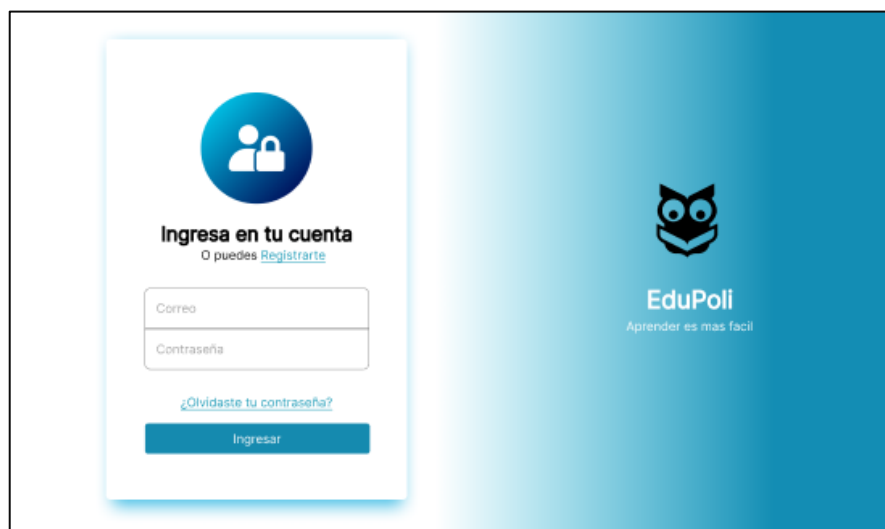 Ingresa en tu cuenta
O puedes Registrarte
Correo
Contraseña
¿Olvidaste tu contraseña?
Ingresar
EduPoli
Aprender es mas facil